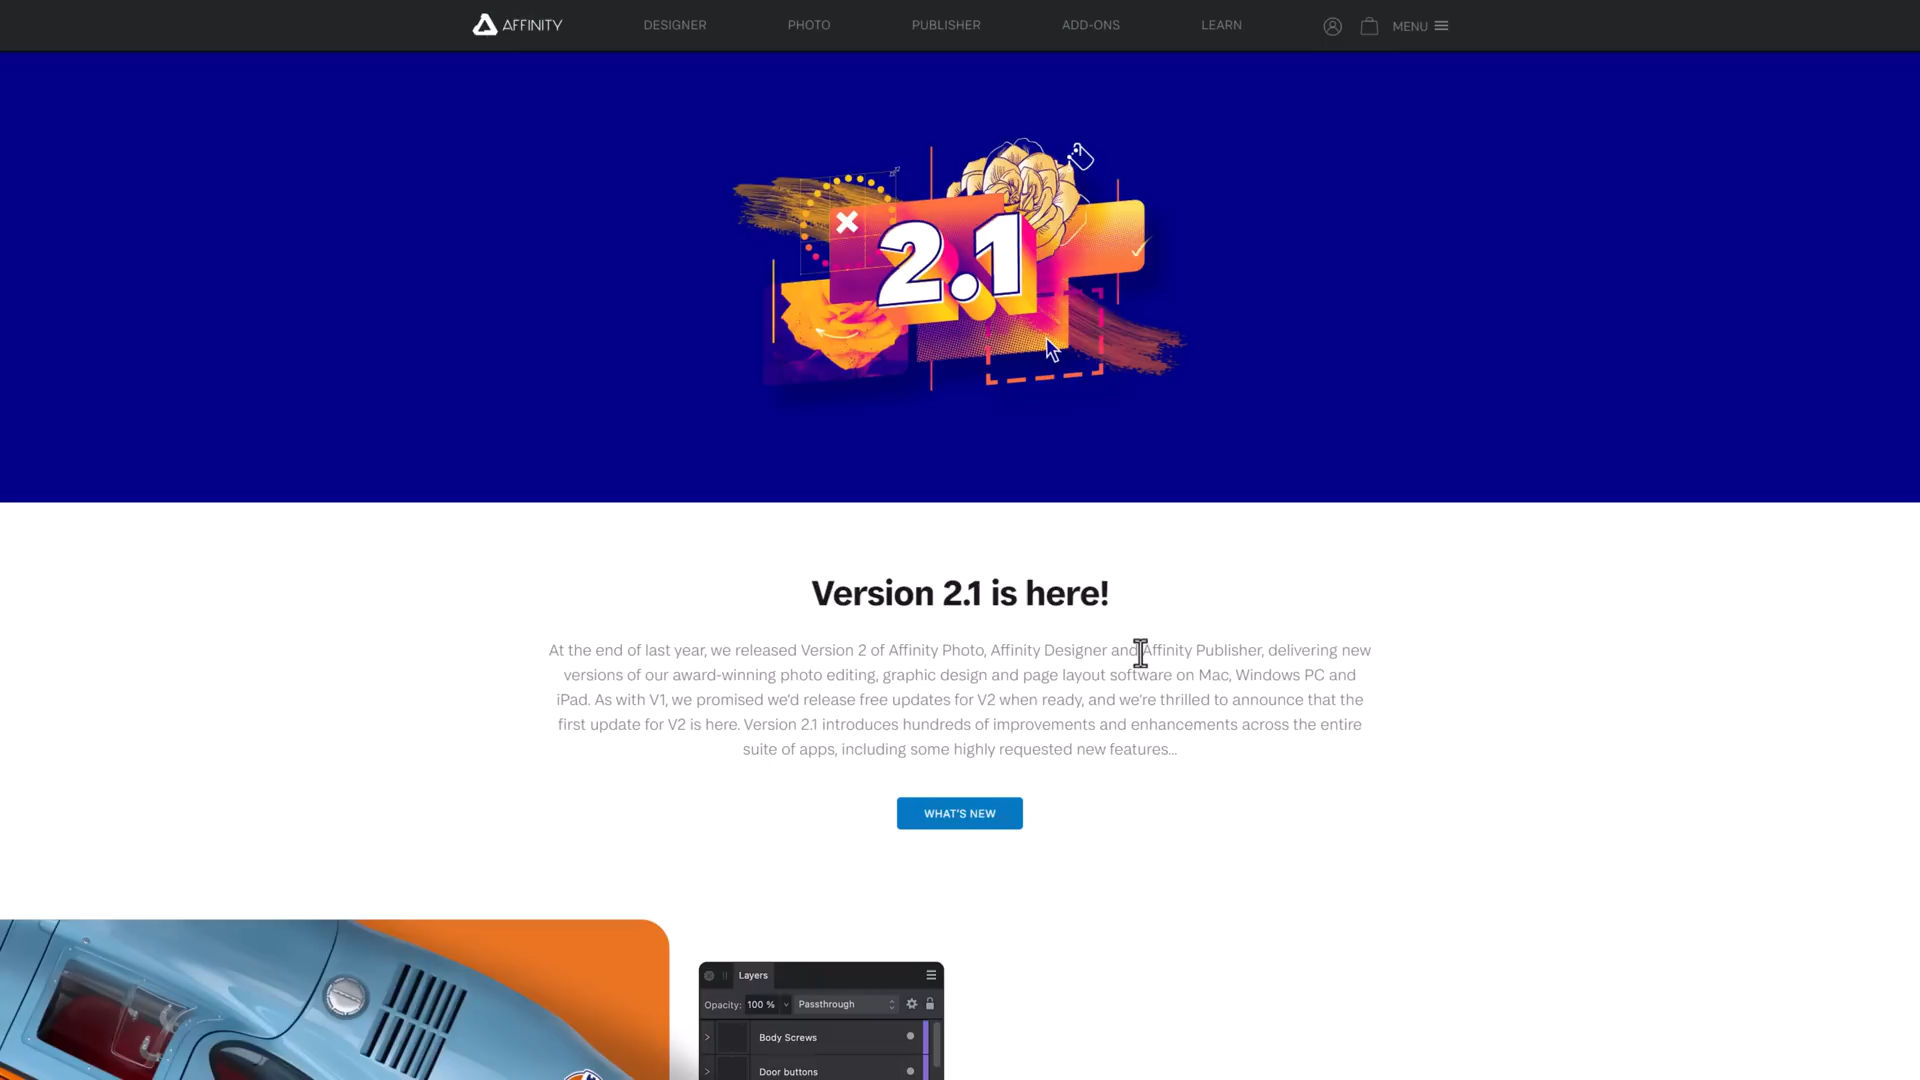 AFFINITY
DESIGNER
PHOTO
PUBLISHER
ADD-ONS
LEARN
MENU
2.1
Version 2.1 is here!
At the end of last year, we released Version 2 of Affinity Photo, Affinity Designer and Affinity Publisher, delivering new
versions of our award-winning photo editing, graphic design and page layout software on Mac, Windows PC and
iPad. As with V1, we promised we'd release free updates for V2 when ready, and we're thrilled to announce that the
first update for V2 is here. Version 2.1 introduces hundreds of improvements and enhancements across the entire
suite of apps, including some highly requested new features...
WHAT'S NEW
Layers
Opacity: 100 % Passthrough
Body Screws
Door buttons